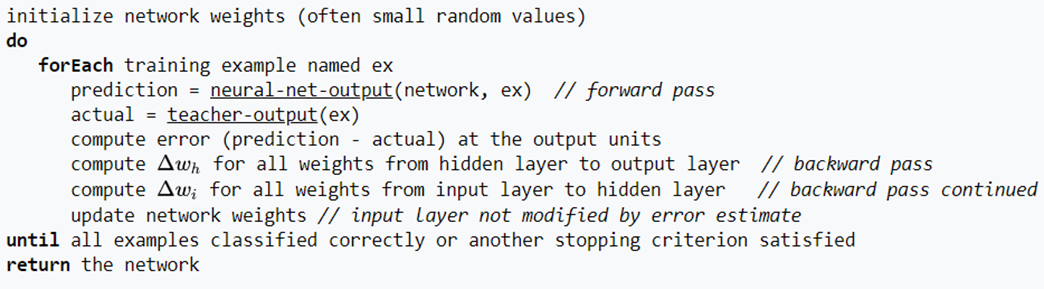 initialize network weights (often small random values)
do
forEach training example named ex
prediction = neural-net-output(network, ex)  // forward pass
actual = teacher-output(ex)
compute error (prediction - actual) at the output units
compute Δwₕ for all weights from hidden layer to output layer  // backward pass
compute Δwᵢ for all weights from input layer to hidden layer   // backward pass continued
update network weights // input layer not modified by error estimate
until all examples classified correctly or another stopping criterion satisfied
return the network